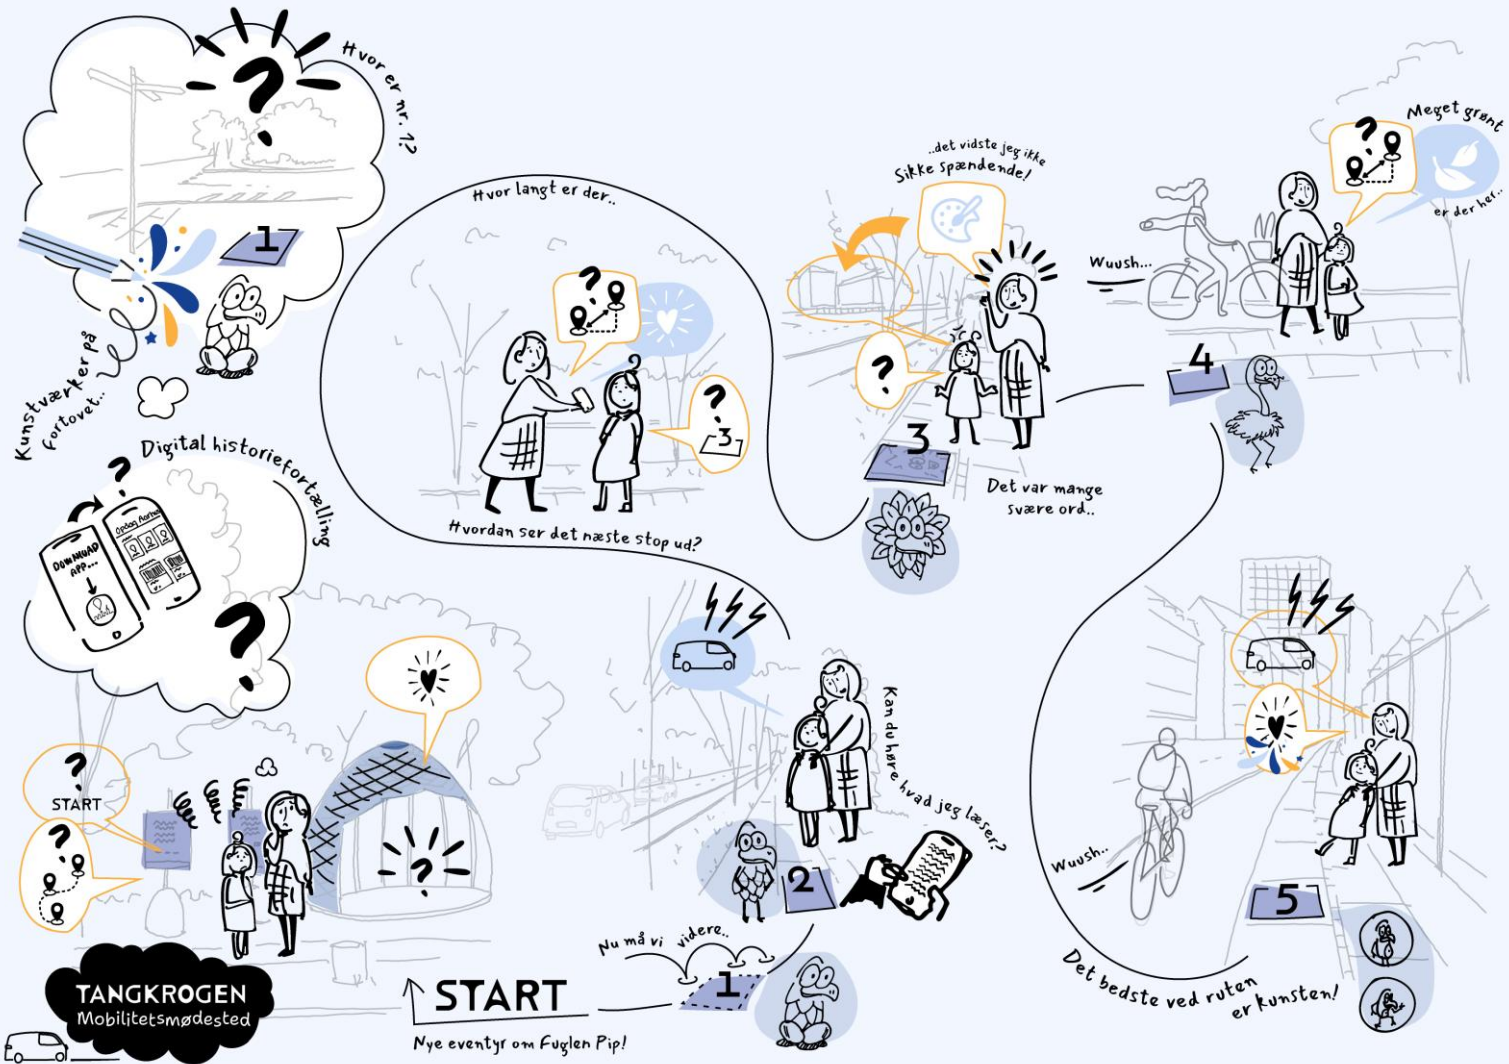 Hvor er nr. 1?
1
Kunstværker på
fortovet..
Digital historiefortælling
DOWNLOAD
APP...
Opdag Aarhus
START
TANGKROGEN
Mobilitetsmødested
START
Nye eventyr om Fuglen Pip!
Nu må vi videre..
1
2
Kan du høre hvad jeg læser?
Hvor langt er der..
3
Hvordan ser det næste stop ud?
..det vidste jeg ikke
Sikke spændende!
3
Det var mange
svære ord..
Wuush...
Meget grønt
er der her..
4
Wuush..
5
Det bedste ved ruten
er kunsten!